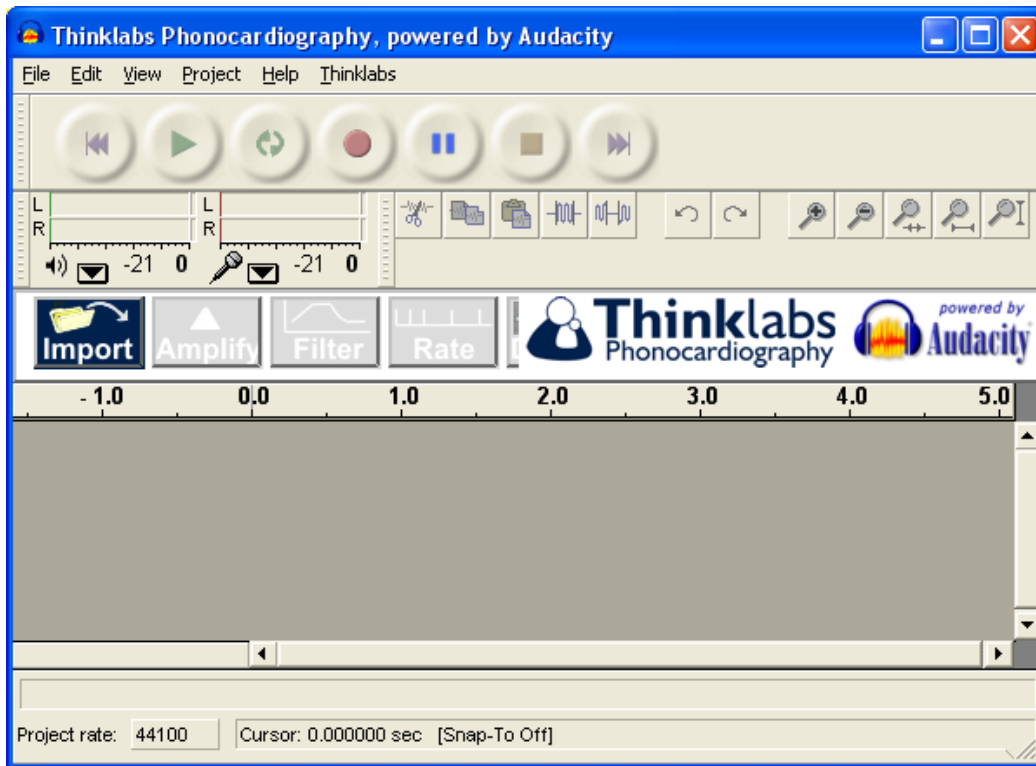 Thinklabs Phonocardiography, powered by Audacity
File Edit View Project Help Thinklabs
L L
R R
-21 0 -21 0
Import Amplify Filter Rate Thinklabs Phonocardiography powered by Audacity
- 1.0 0.0 1.0 2.0 3.0 4.0 5.0
Project rate: 44100 Cursor: 0.000000 sec [Snap-To Off]